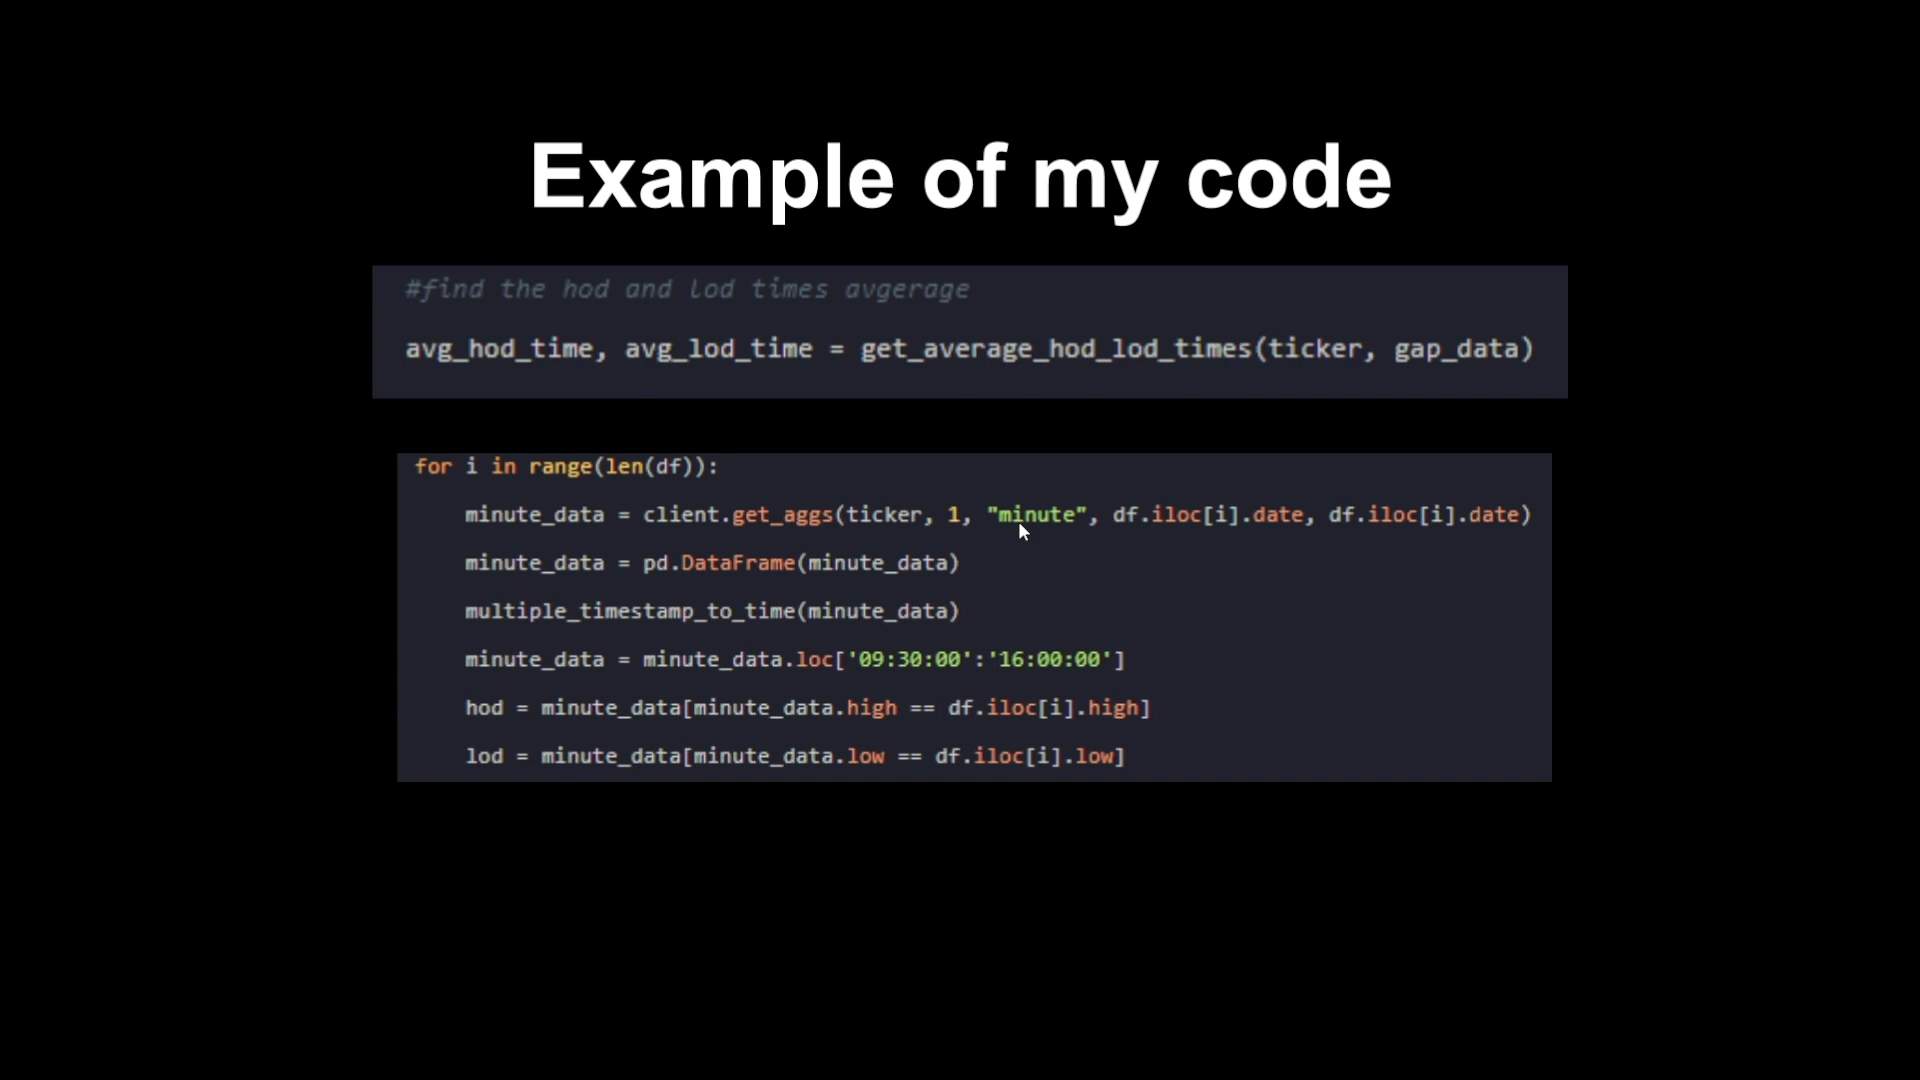 Example of my code
#find the hod and lod times avgerage
avg_hod_time, avg_lod_time = get_average_hod_lod_times(ticker, gap_data)
for i in range(len(df)):
minute_data = client.get_aggs(ticker, 1, "minute", df.iloc[i].date, df.iloc[i].date)
minute_data = pd.DataFrame(minute_data)
multiple_timestamp_to_time(minute_data)
minute_data = minute_data.loc['09:30:00':'16:00:00']
hod = minute_data[minute_data.high == df.iloc[i].high]
lod = minute_data[minute_data.low == df.iloc[i].low]